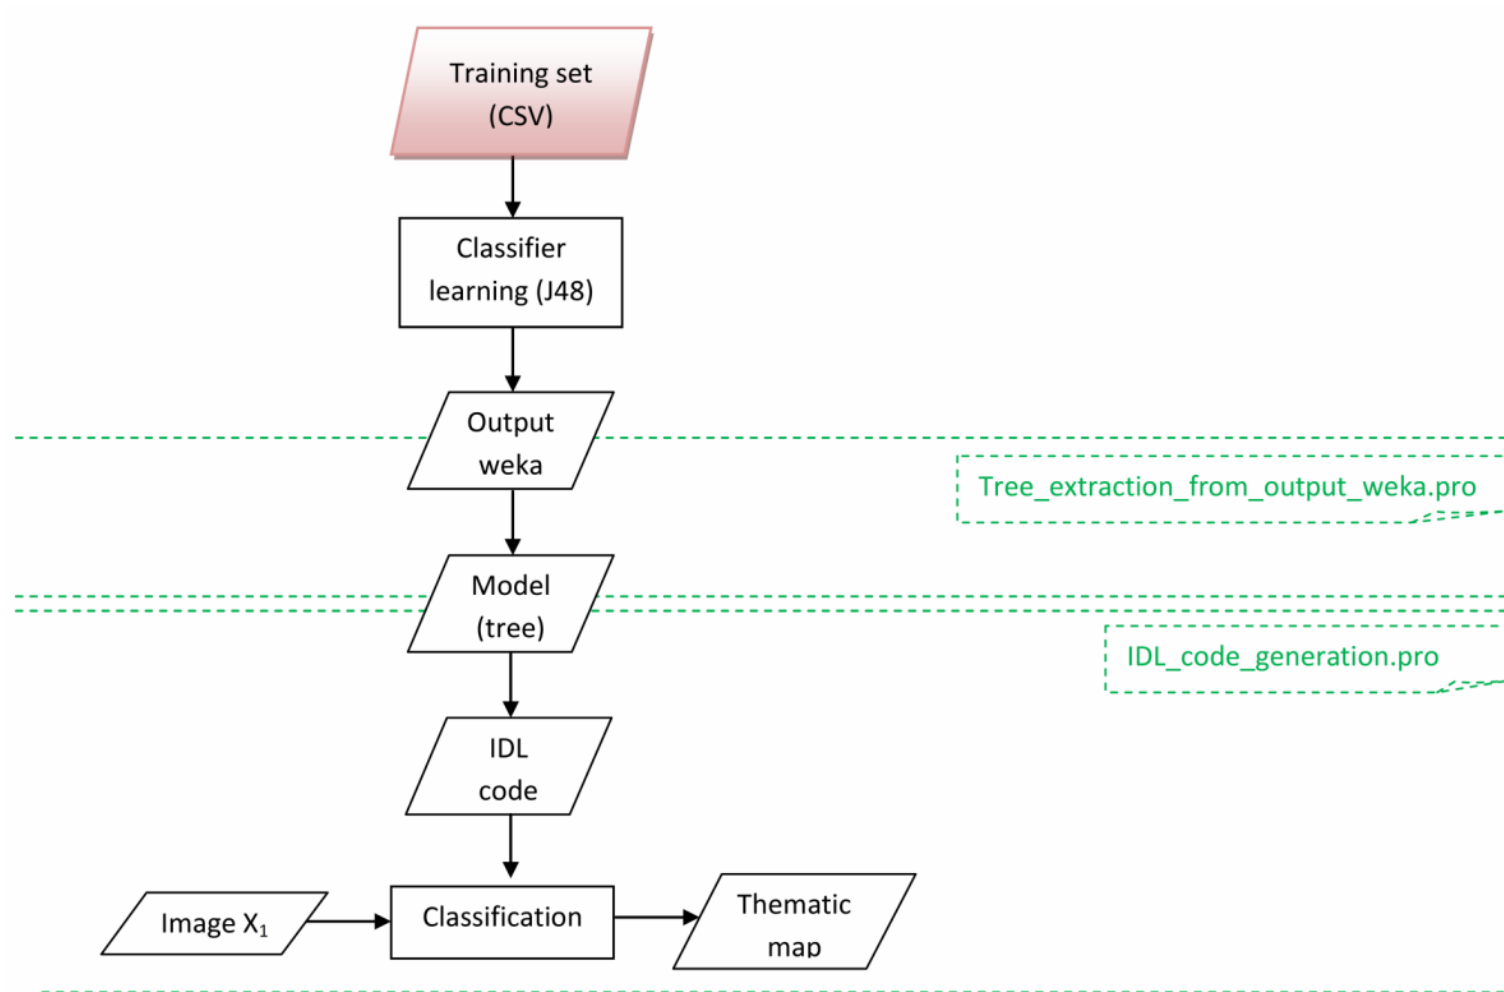 Training set
(CSV)
Classifier
learning (J48)
Output
weka
Tree_extraction_from_output_weka.pro
Model
(tree)
IDL_code_generation.pro
IDL
code
Image X₁
Classification
Thematic
map